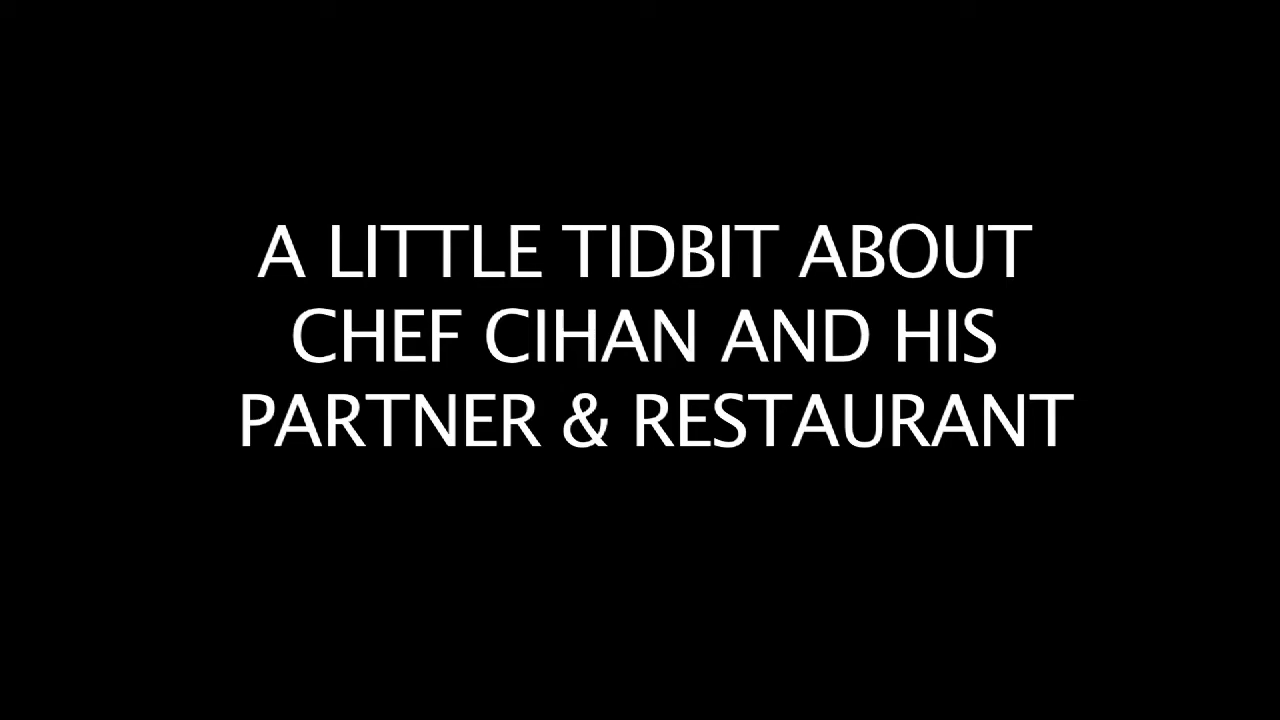 A LITTLE TIDBIT ABOUT
CHEF CIHAN AND HIS
PARTNER & RESTAURANT